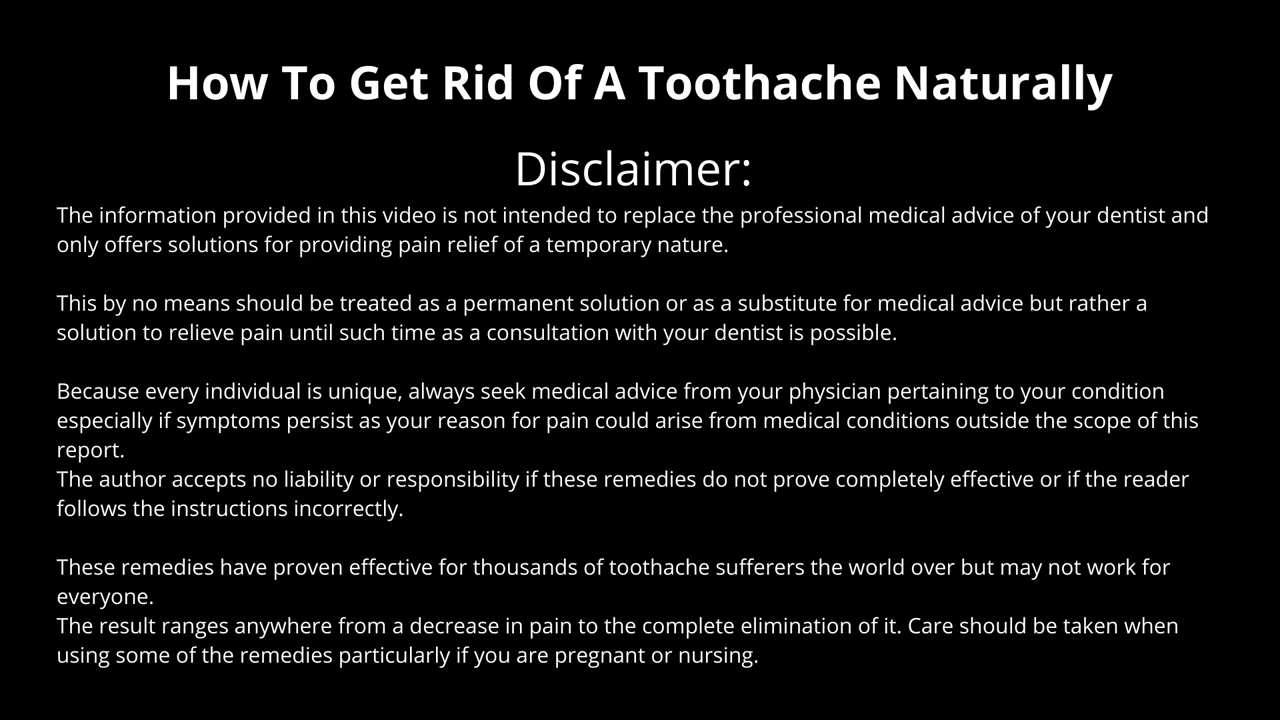 How To Get Rid Of A Toothache Naturally
Disclaimer:
The information provided in this video is not intended to replace the professional medical advice of your dentist and
only offers solutions for providing pain relief of a temporary nature.
This by no means should be treated as a permanent solution or as a substitute for medical advice but rather a
solution to relieve pain until such time as a consultation with your dentist is possible.
Because every individual is unique, always seek medical advice from your physician pertaining to your condition
especially if symptoms persist as your reason for pain could arise from medical conditions outside the scope of this
report.
The author accepts no liability or responsibility if these remedies do not prove completely effective or if the reader
follows the instructions incorrectly.
These remedies have proven effective for thousands of toothache sufferers the world over but may not work for
everyone.
The result ranges anywhere from a decrease in pain to the complete elimination of it. Care should be taken when
using some of the remedies particularly if you are pregnant or nursing.